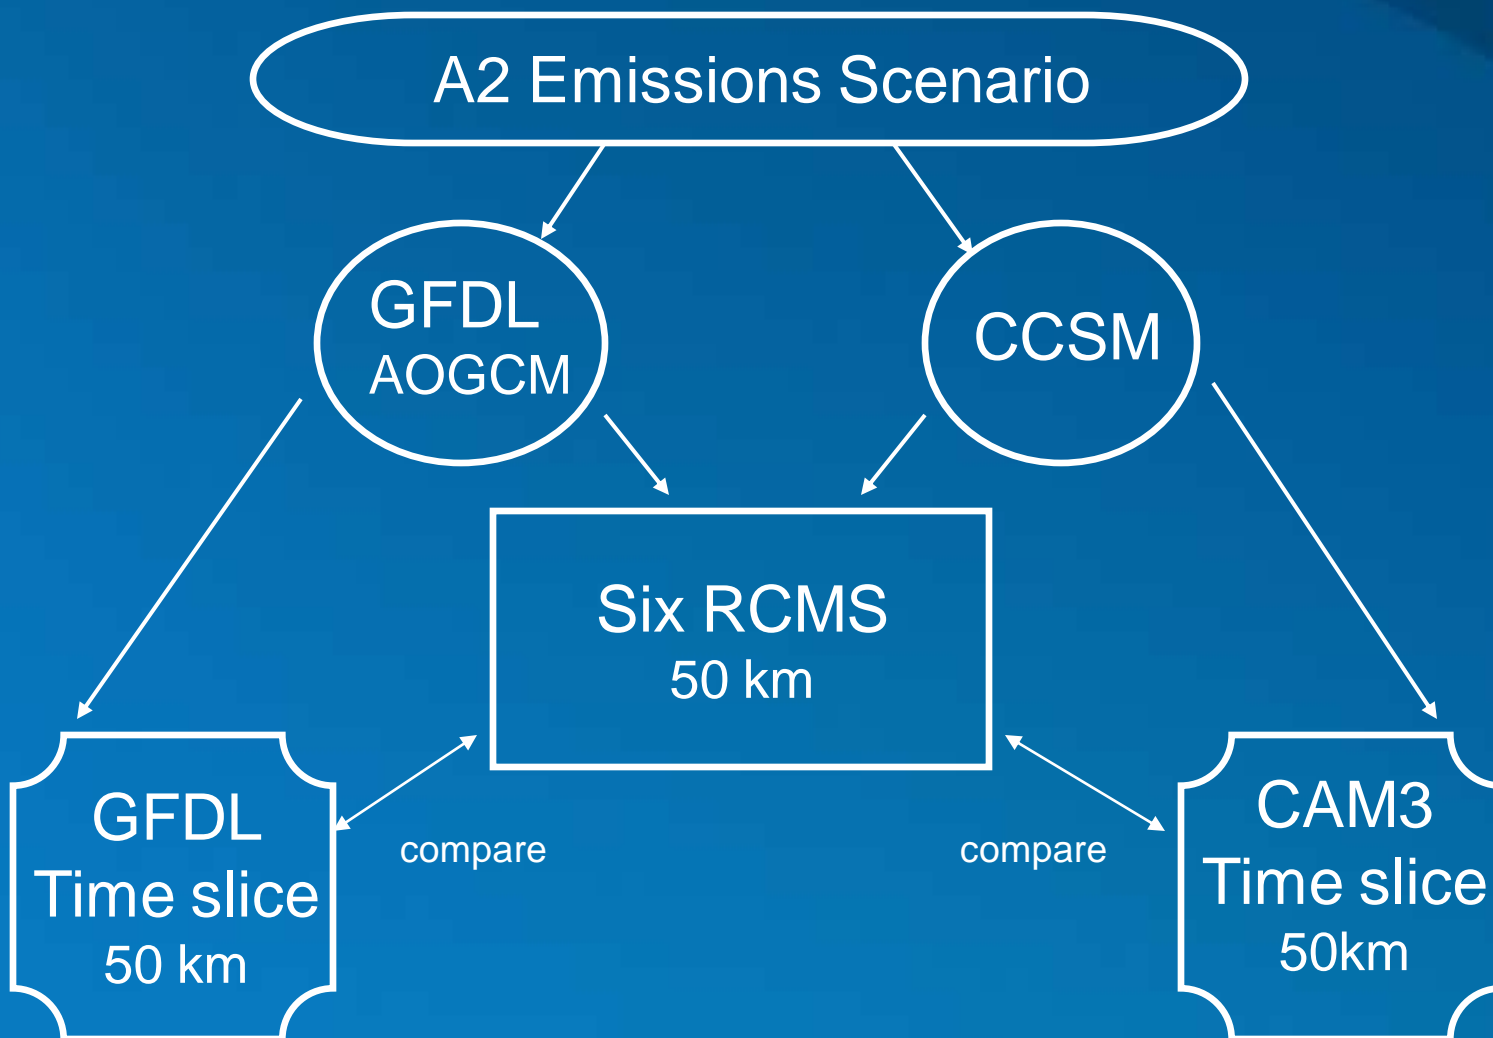 A2 Emissions Scenario
GFDL
AOGCM
CCSM
Six RCMS
50 km
GFDL
Time slice
50 km
compare
compare
CAM3
Time slice
50km